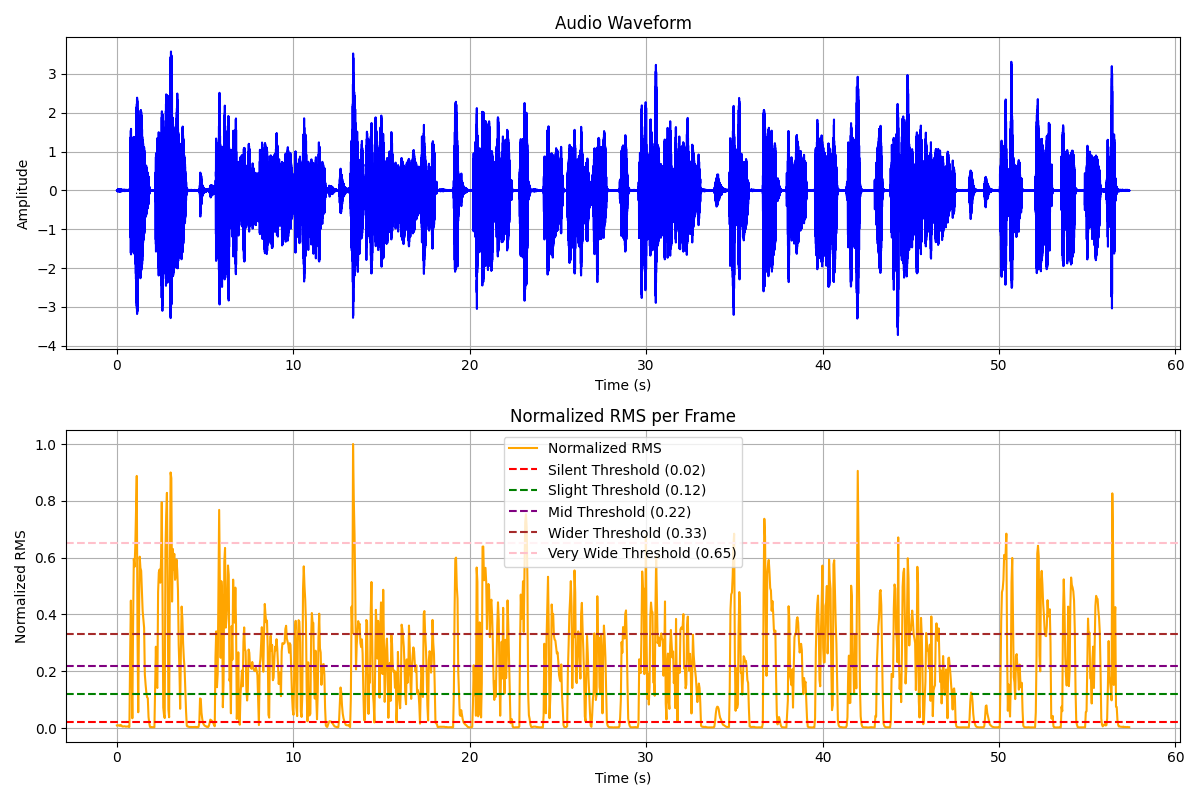 Audio Waveform
Amplitude
3
2
1
0
−1
−2
−3
−4
0 10 20 30 40 50 60
Time (s)
Normalized RMS per Frame
Normalized RMS
1.0
0.8
0.6
0.4
0.2
0.0
Normalized RMS
Silent Threshold (0.02)
Slight Threshold (0.12)
Mid Threshold (0.22)
Wider Threshold (0.33)
Very Wide Threshold (0.65)
0 10 20 30 40 50 60
Time (s)